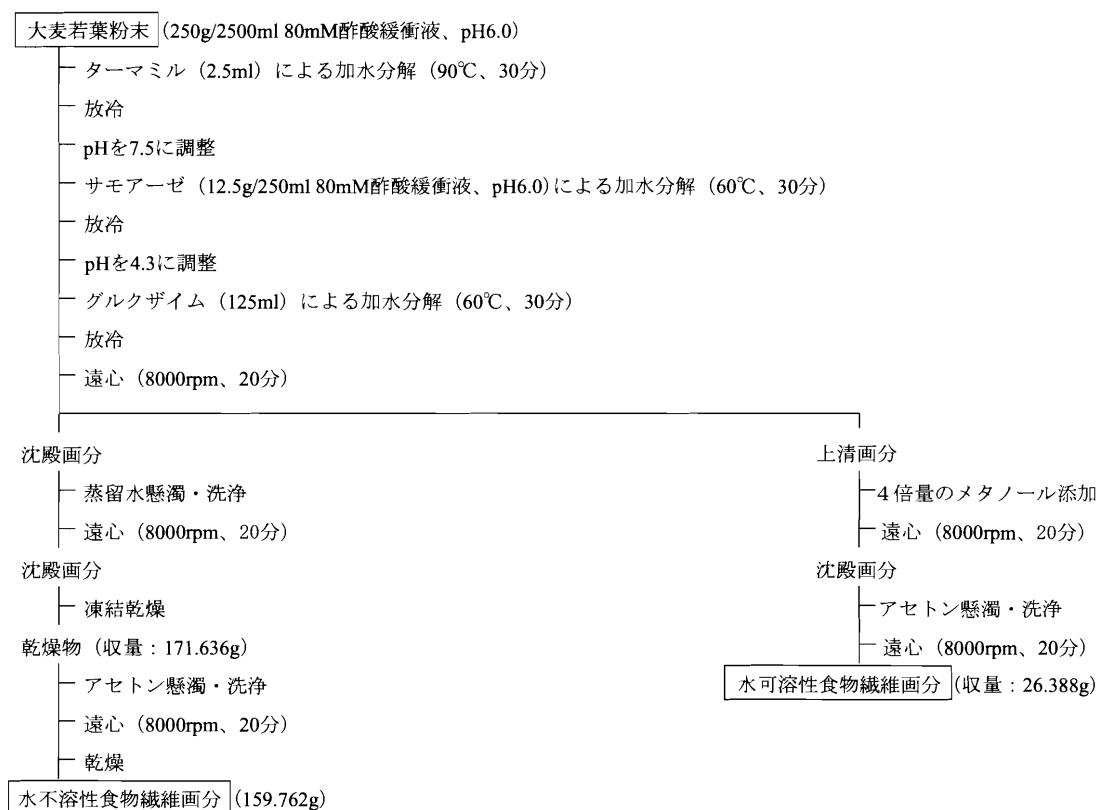 大麦若葉粉末 (250g/2500ml 80mM酢酸緩衝液、pH6.0)
ターマミル（2.5ml）による加水分解（90℃、30分）
放冷
pHを7.5に調整
サモアーゼ（12.5g/250ml 80mM酢酸緩衝液、pH6.0)による加水分解（60℃、30分）
放冷
pHを4.3に調整
グルクザイム（125ml）による加水分解（60℃、30分）
放冷
遠心（8000rpm、20分）
沈殿画分
蒸留水懸濁・洗浄
遠心（8000rpm、20分）
沈殿画分
凍結乾燥
乾燥物（収量：171.636g）
アセトン懸濁・洗浄
遠心（8000rpm、20分）
乾燥
水不溶性食物繊維画分 (159.762g)
上清画分
４倍量のメタノール添加
遠心（8000rpm、20分）
沈殿画分
アセトン懸濁・洗浄
遠心（8000rpm、20分）
水可溶性食物繊維画分 (収量：26.388g)